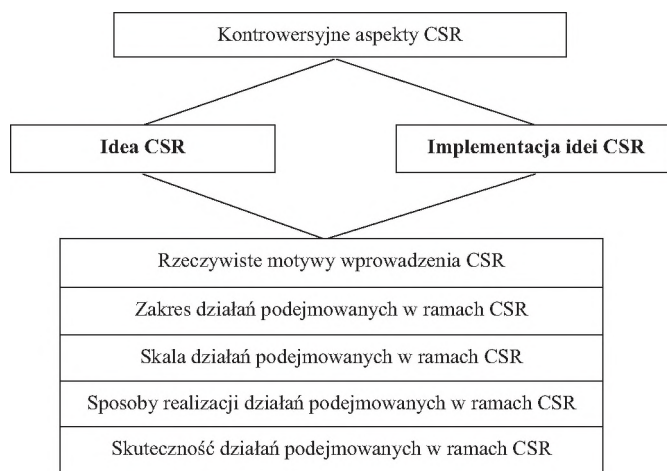 Kontrowersyjne aspekty CSR
Idea CSR
Implementacja idei CSR
Rzeczywiste motywy wprowadzenia CSR
Zakres działań podejmowanych w ramach CSR
Skala działań podejmowanych w ramach CSR
Sposoby realizacji działań podejmowanych w ramach CSR
Skuteczność działań podejmowanych w ramach CSR